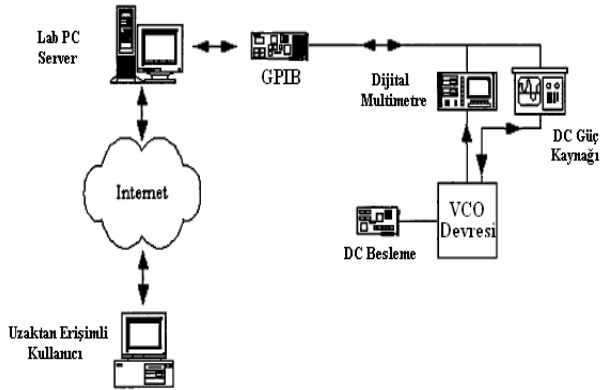 Lab PC
Server
GPIB
Dijital
Multimetre
DC Güç
Kaynağı
Internet
VCO
Devresi
DC Besleme
Uzaktan Erişimli
Kullanıcı